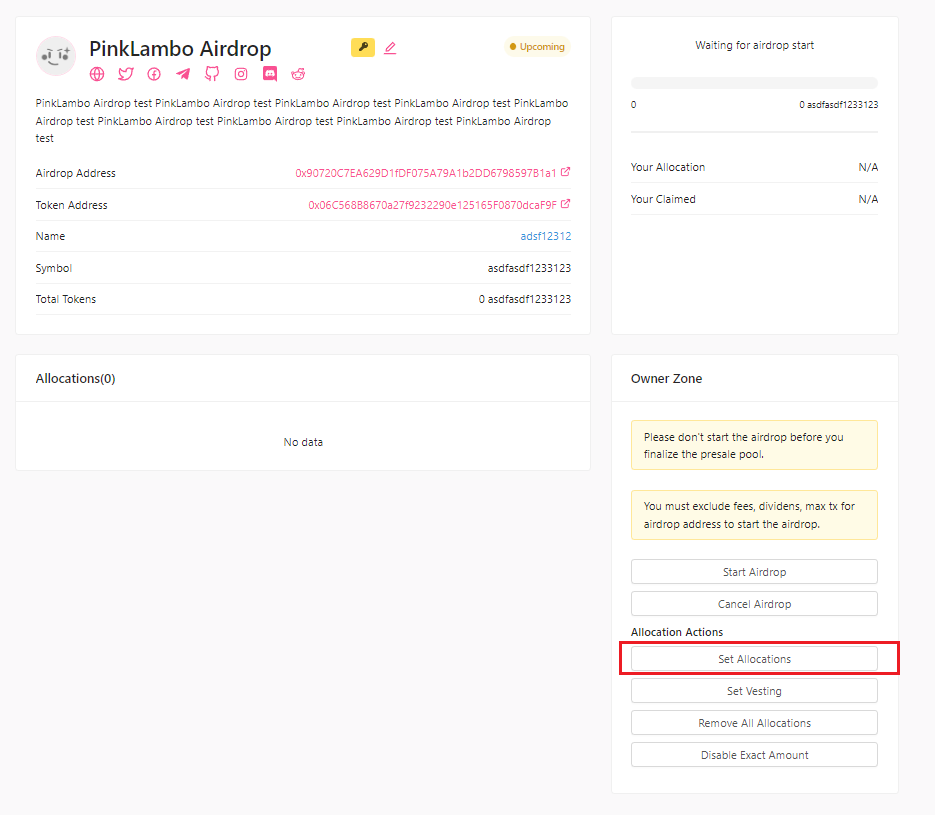 PinkLambo Airdrop
Upcoming
PinkLambo Airdrop test PinkLambo Airdrop test PinkLambo Airdrop test PinkLambo Airdrop test PinkLambo
Airdrop test PinkLambo Airdrop test PinkLambo Airdrop test PinkLambo Airdrop test PinkLambo Airdrop
test
Airdrop Address 0x90720C7EA629D1fDF075A79A1b2DD6798597B1a1
Token Address 0x06C568B8670a27f9232290e125165F0870dcaF9F
Name adsf12312
Symbol asdfasdf1233123
Total Tokens 0 asdfasdf1233123
Waiting for airdrop start
0 0 asdfasdf1233123
Your Allocation N/A
Your Claimed N/A
Allocations(0)
No data
Owner Zone
Please don't start the airdrop before you
finalize the presale pool.
You must exclude fees, dividens, max tx for
airdrop address to start the airdrop.
Start Airdrop
Cancel Airdrop
Allocation Actions
Set Allocations
Set Vesting
Remove All Allocations
Disable Exact Amount